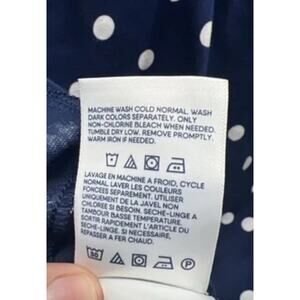 MACHINE WASH COLD NORMAL. WASH
DARK COLORS SEPARATELY. ONLY
NON-CHLORINE BLEACH WHEN NEEDED.
TUMBLE DRY LOW. REMOVE PROMPTLY.
WARM IRON IF NEEDED.
LAVAGE EN MACHINE A FROID, CYCLE
NORMAL. LAVER LES COULEURS
FONCEES SEPAREMENT. UTILISER
UNIQUEMENT DE LA JAVEL NON
CHLOREE SI BESOIN. SECHE-LINGE A
TAMBOUR BASSE TEMPERATURE.
SORTIR IMMEDIATEMENT DU
SECHE-LINGE. SI NECESSAIRE,
REPASSER A FER CHAUD.
P